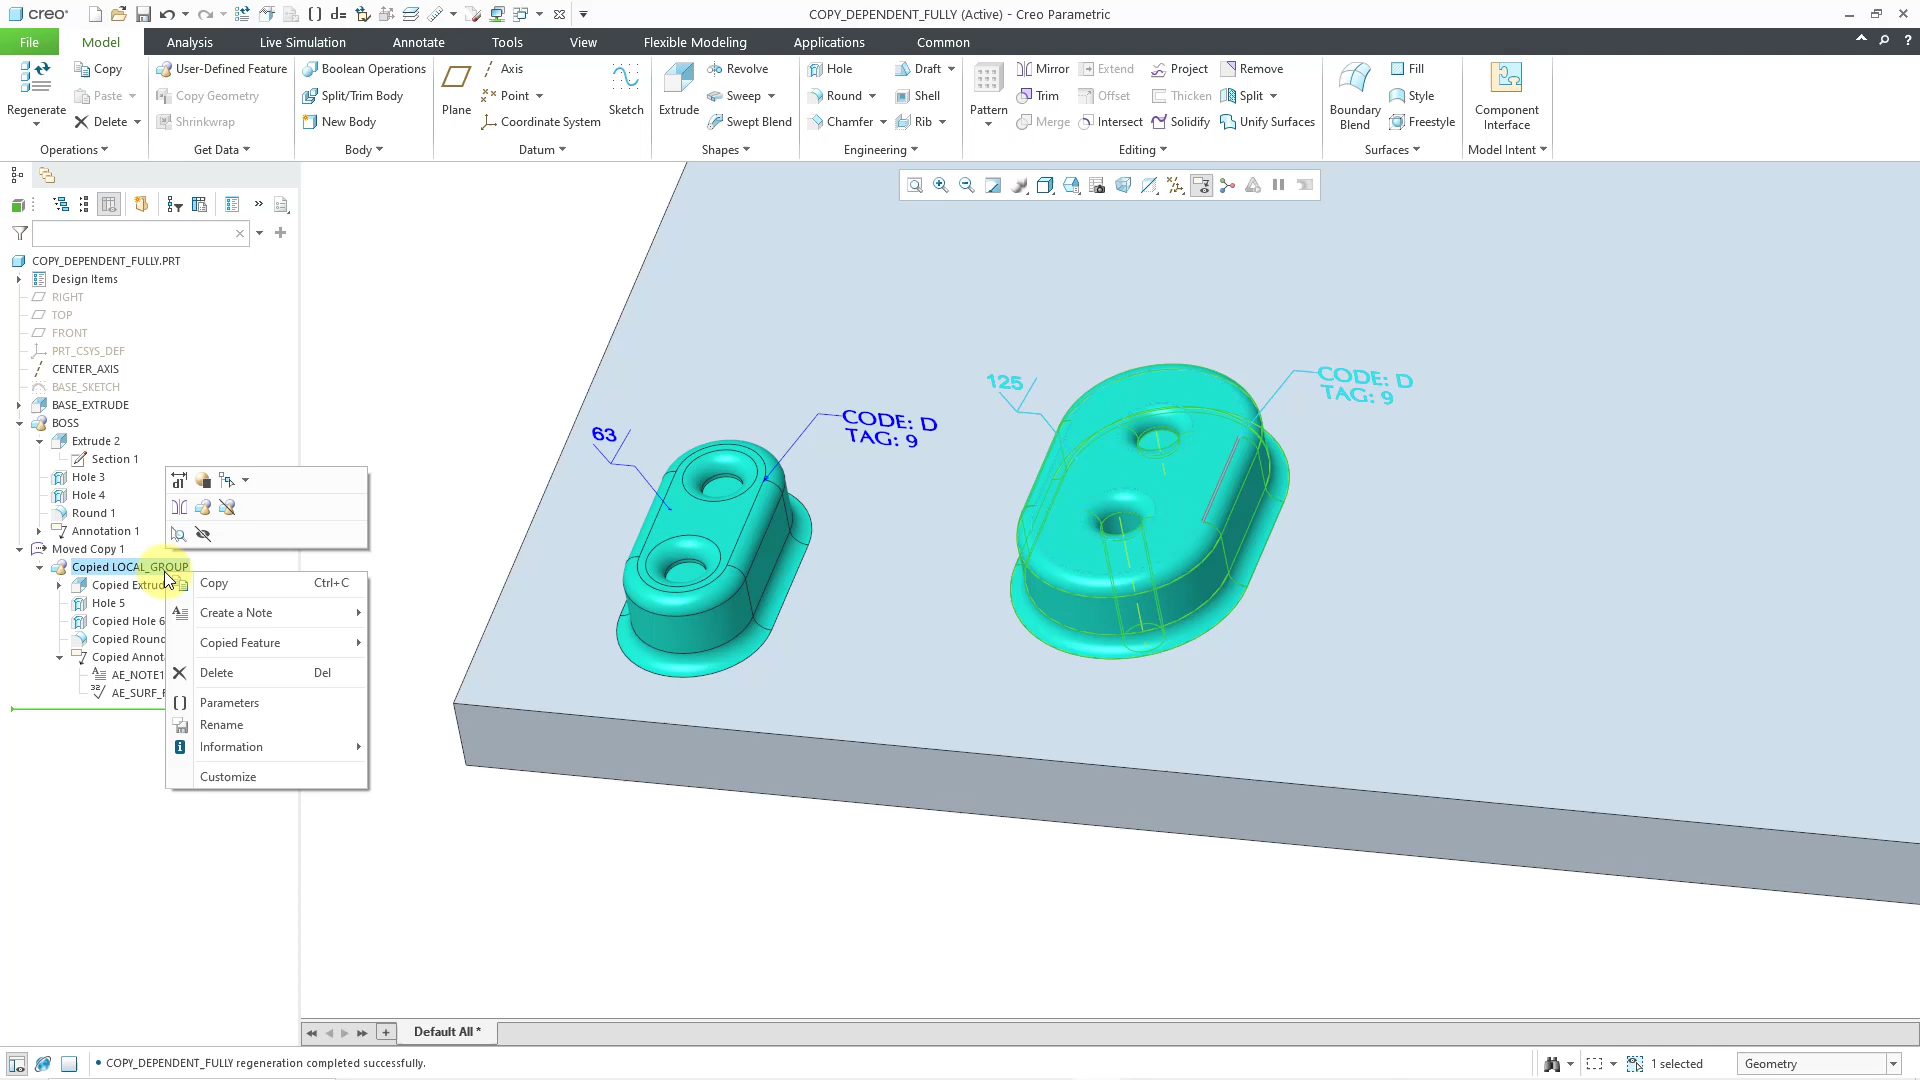 creo
COPY_DEPENDENT_FULLY (Active) - Creo Parametric
File
Model
Analysis
Live Simulation
Annotate
Tools
View
Flexible Modeling
Applications
Common
Regenerate
Copy
Paste
Delete
Operations
User-Defined Feature
Copy Geometry
Shrinkwrap
Get Data
Boolean Operations
Split/Trim Body
New Body
Body
Plane
Axis
Point
Coordinate System
Sketch
Datum
Extrude
Revolve
Sweep
Swept Blend
Shapes
Hole
Round
Chamfer
Draft
Shell
Rib
Engineering
Pattern
Mirror
Trim
Merge
Extend
Offset
Intersect
Project
Thicken
Solidify
Remove
Split
Unify Surfaces
Editing
Boundary
Blend
Fill
Style
Freestyle
Surfaces
Component
Interface
Model Intent
COPY_DEPENDENT_FULLY.PRT
Design Items
RIGHT
TOP
FRONT
PRT_CSYS_DEF
CENTER_AXIS
BASE_SKETCH
BASE_EXTRUDE
BOSS
Extrude 2
Section 1
Hole 3
Hole 4
Round 1
Annotation 1
Moved Copy 1
Copied LOCAL_GROUP
Copied Extru
Hole 5
Copied Hole 6
Copied Roun
Copied Annot
AE_NOTE1
AE_SURF_F
Copy Ctrl+C
Create a Note
Copied Feature
Delete Del
Parameters
Rename
Information
Customize
63
CODE: D
TAG: 9
125
CODE: D
TAG: 9
Default All *
COPY_DEPENDENT_FULLY regeneration completed successfully.
1 selected
Geometry